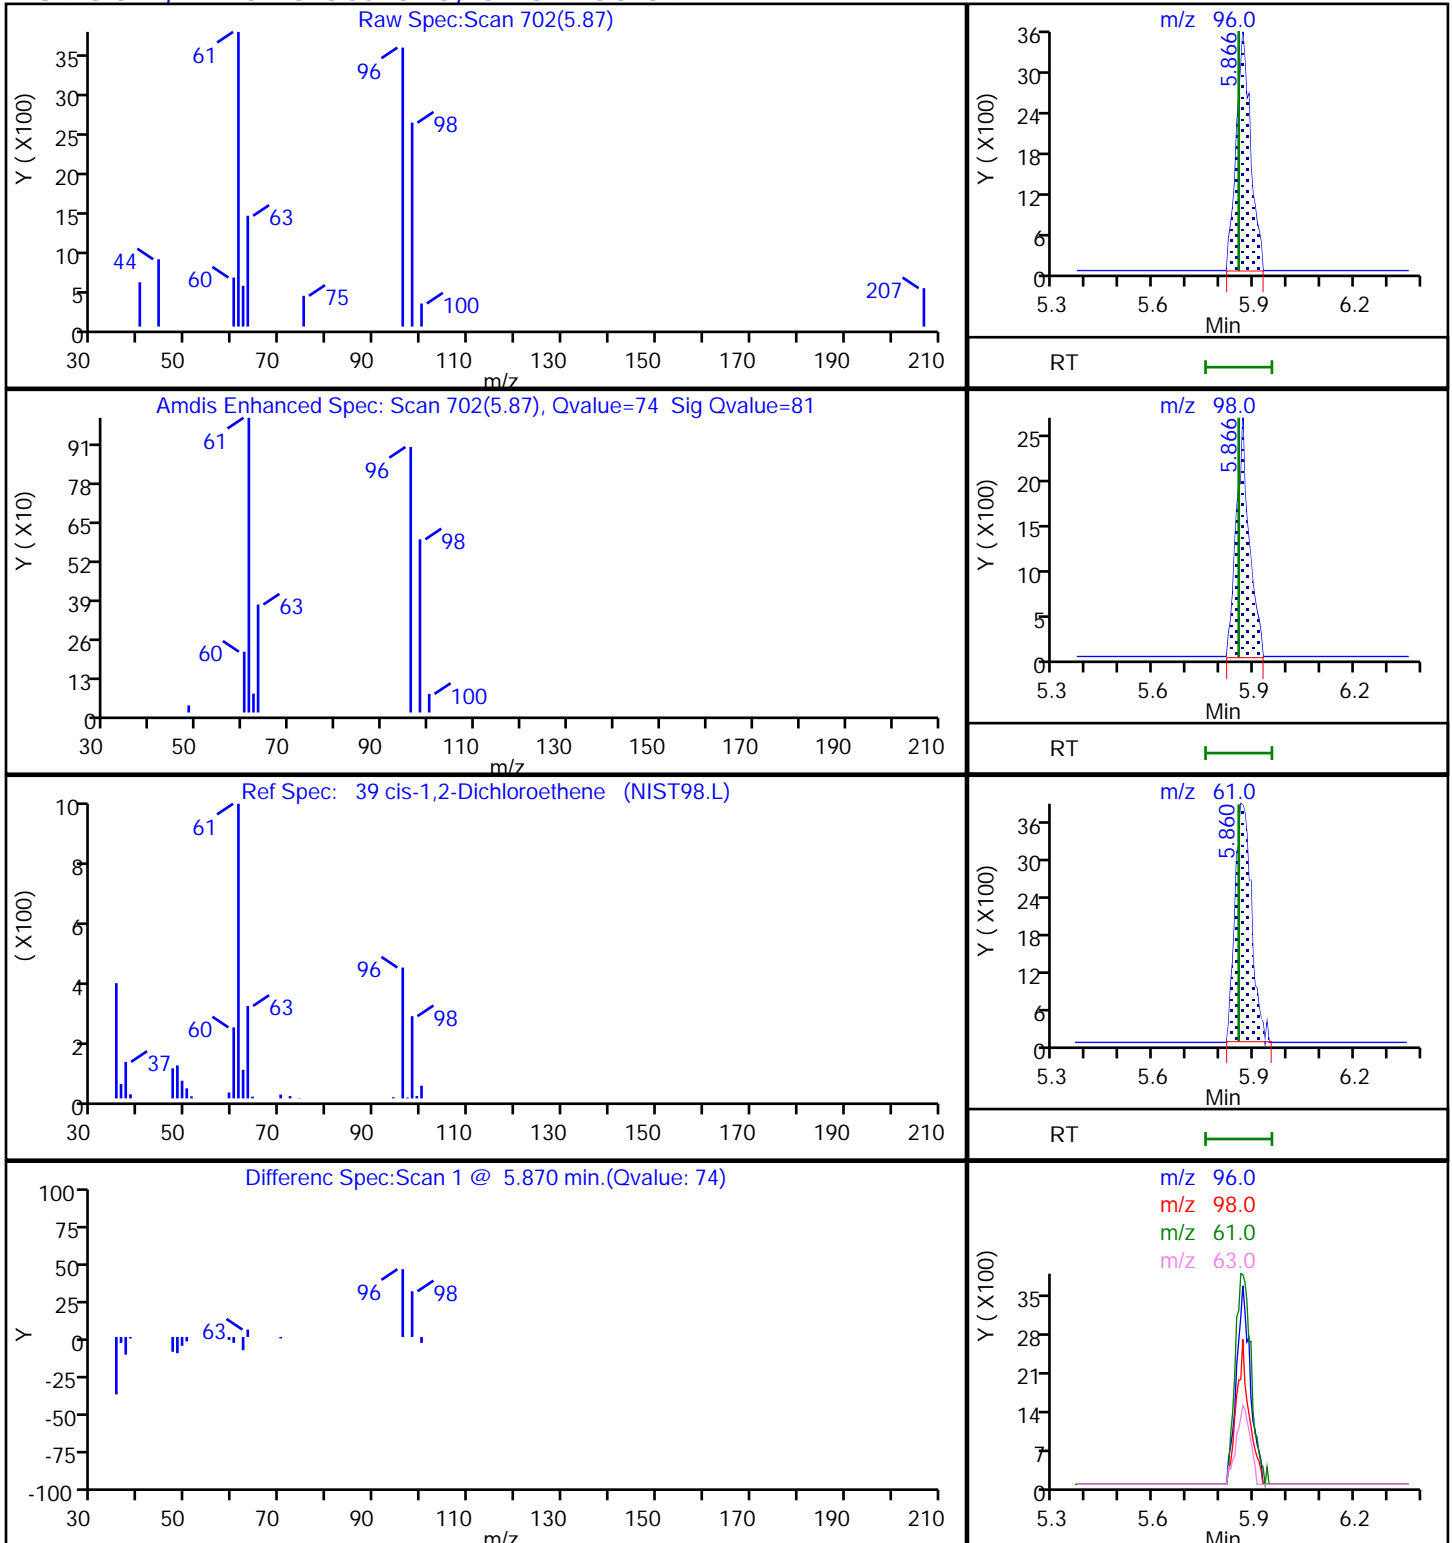 Raw Spec:Scan 702(5.87)
Y ( X100)
35
30
25
20
15
10
5
0
61
96
98
63
44
60
75
100
207
30 50 70 90 110 130 150 170 190 210
m/z
m/z 96.0
Y ( X100)
36
30
24
18
12
6
0
5.866
5.3 5.6 5.9 6.2
Min
RT
Amdis Enhanced Spec: Scan 702(5.87), Qvalue=74 Sig Qvalue=81
Y ( X10)
91
78
65
52
39
26
13
0
61
96
98
63
60
100
30 50 70 90 110 130 150 170 190 210
m/z
m/z 98.0
Y ( X100)
25
20
15
10
5
0
5.866
5.3 5.6 5.9 6.2
Min
RT
Ref Spec: 39 cis-1,2-Dichloroethene (NIST98.L)
( X100)
10
8
6
4
2
0
61
96
63
98
60
37
30 50 70 90 110 130 150 170 190 210
m/z 61.0
Y ( X100)
36
30
24
18
12
6
0
5.860
5.3 5.6 5.9 6.2
Min
RT
Differenc Spec:Scan 1 @ 5.870 min.(Qvalue: 74)
Y
100
75
50
25
0
-25
-50
-75
-100
96
98
63
30 50 70 90 110 130 150 170 190 210
m/z
m/z 96.0
m/z 98.0
m/z 61.0
m/z 63.0
Y ( X100)
35
28
21
14
7
0
5.3 5.6 5.9 6.2
Min